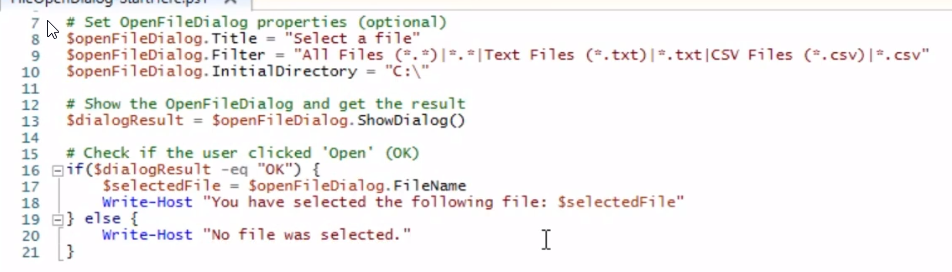 7 # Set OpenFileDialog properties (optional)
8 $openFileDialog.Title = "Select a file"
9 $openFileDialog.Filter = "All Files (*.*)|*.*|Text Files (*.txt)|*.txt|CSV Files (*.csv)|*.csv"
10 $openFileDialog.InitialDirectory = "C:\"
11
12 # Show the OpenFileDialog and get the result
13 $dialogResult = $openFileDialog.ShowDialog()
14
15 # Check if the user clicked 'Open' (OK)
16 if($dialogResult -eq "OK") {
17     $selectedFile = $openFileDialog.FileName
18     Write-Host "You have selected the following file: $selectedFile"
19 } else {
20     Write-Host "No file was selected."
21 }